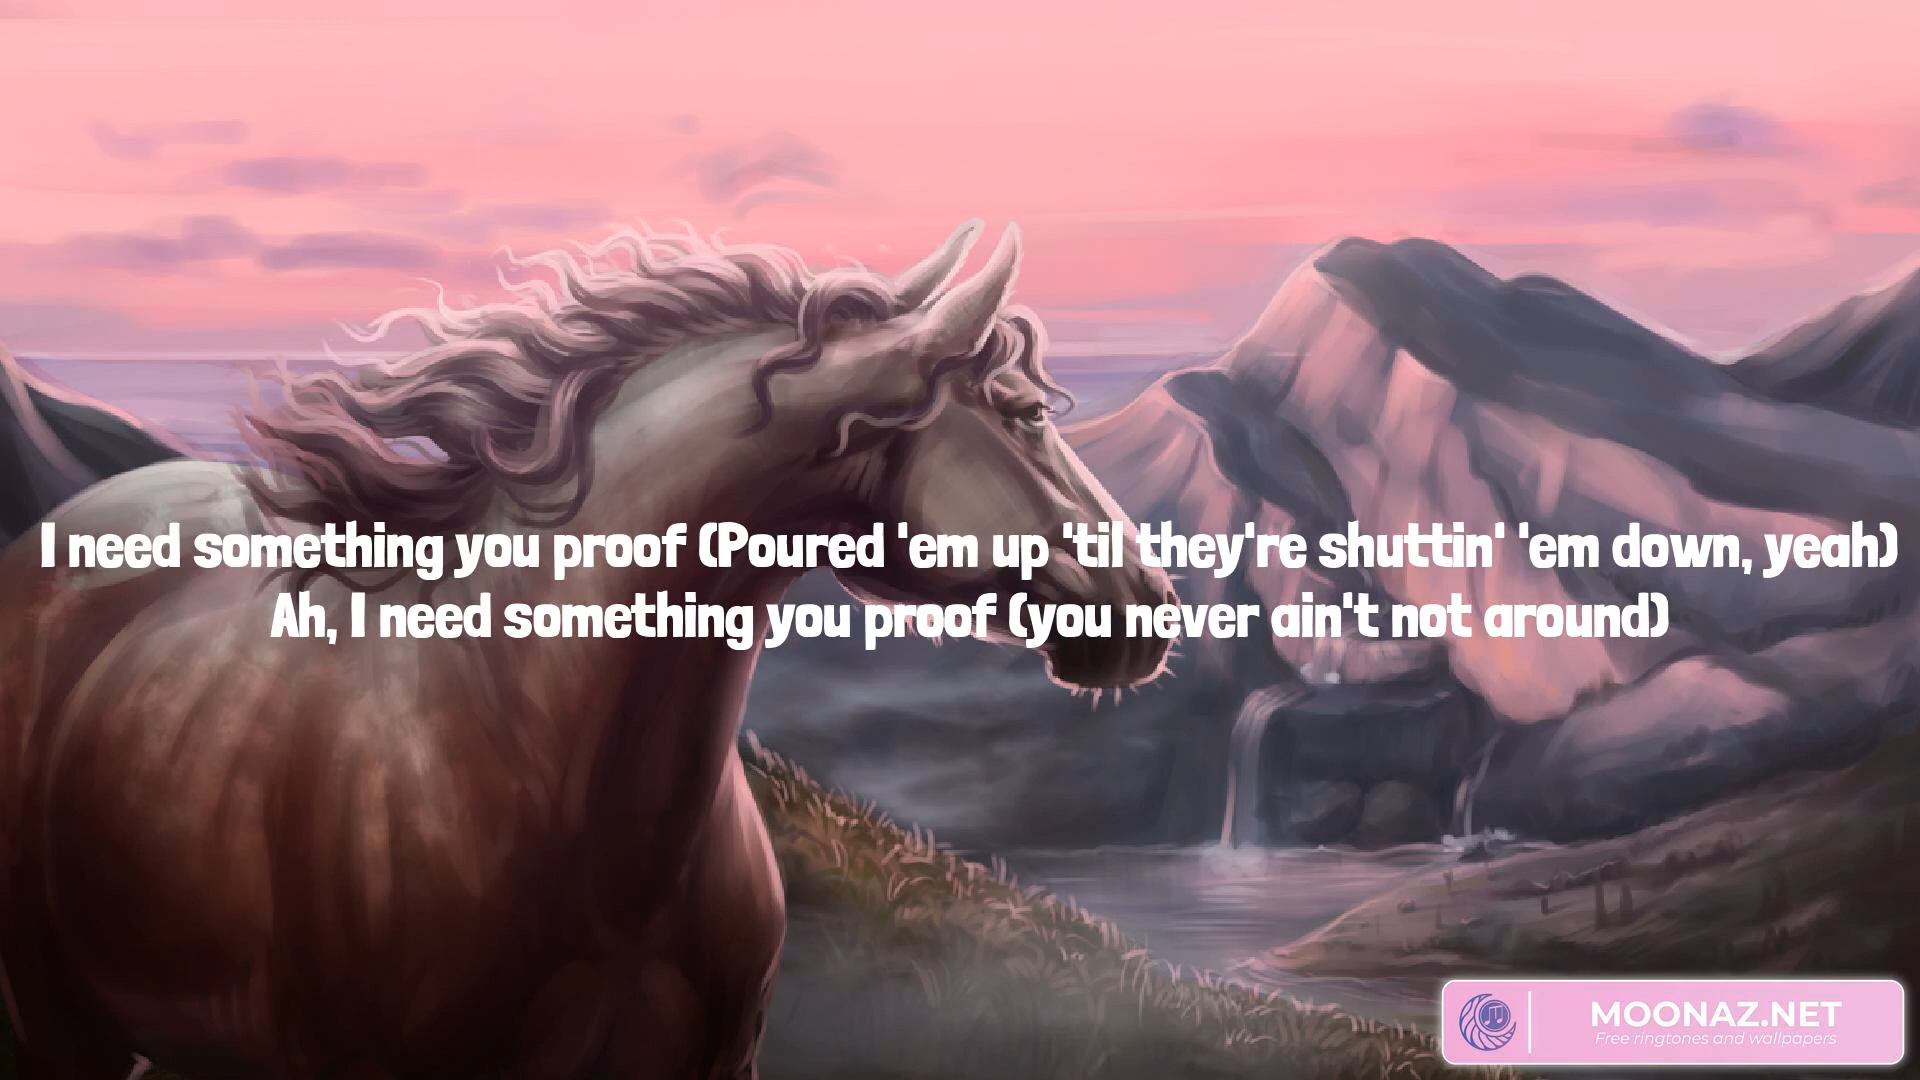 I need something you proof (Poured 'em up 'til they're shuttin' 'em down, yeah)
Ah, I need something you proof (you never ain't not around)
MOONAZ.NET
Free ringtones and wallpapers